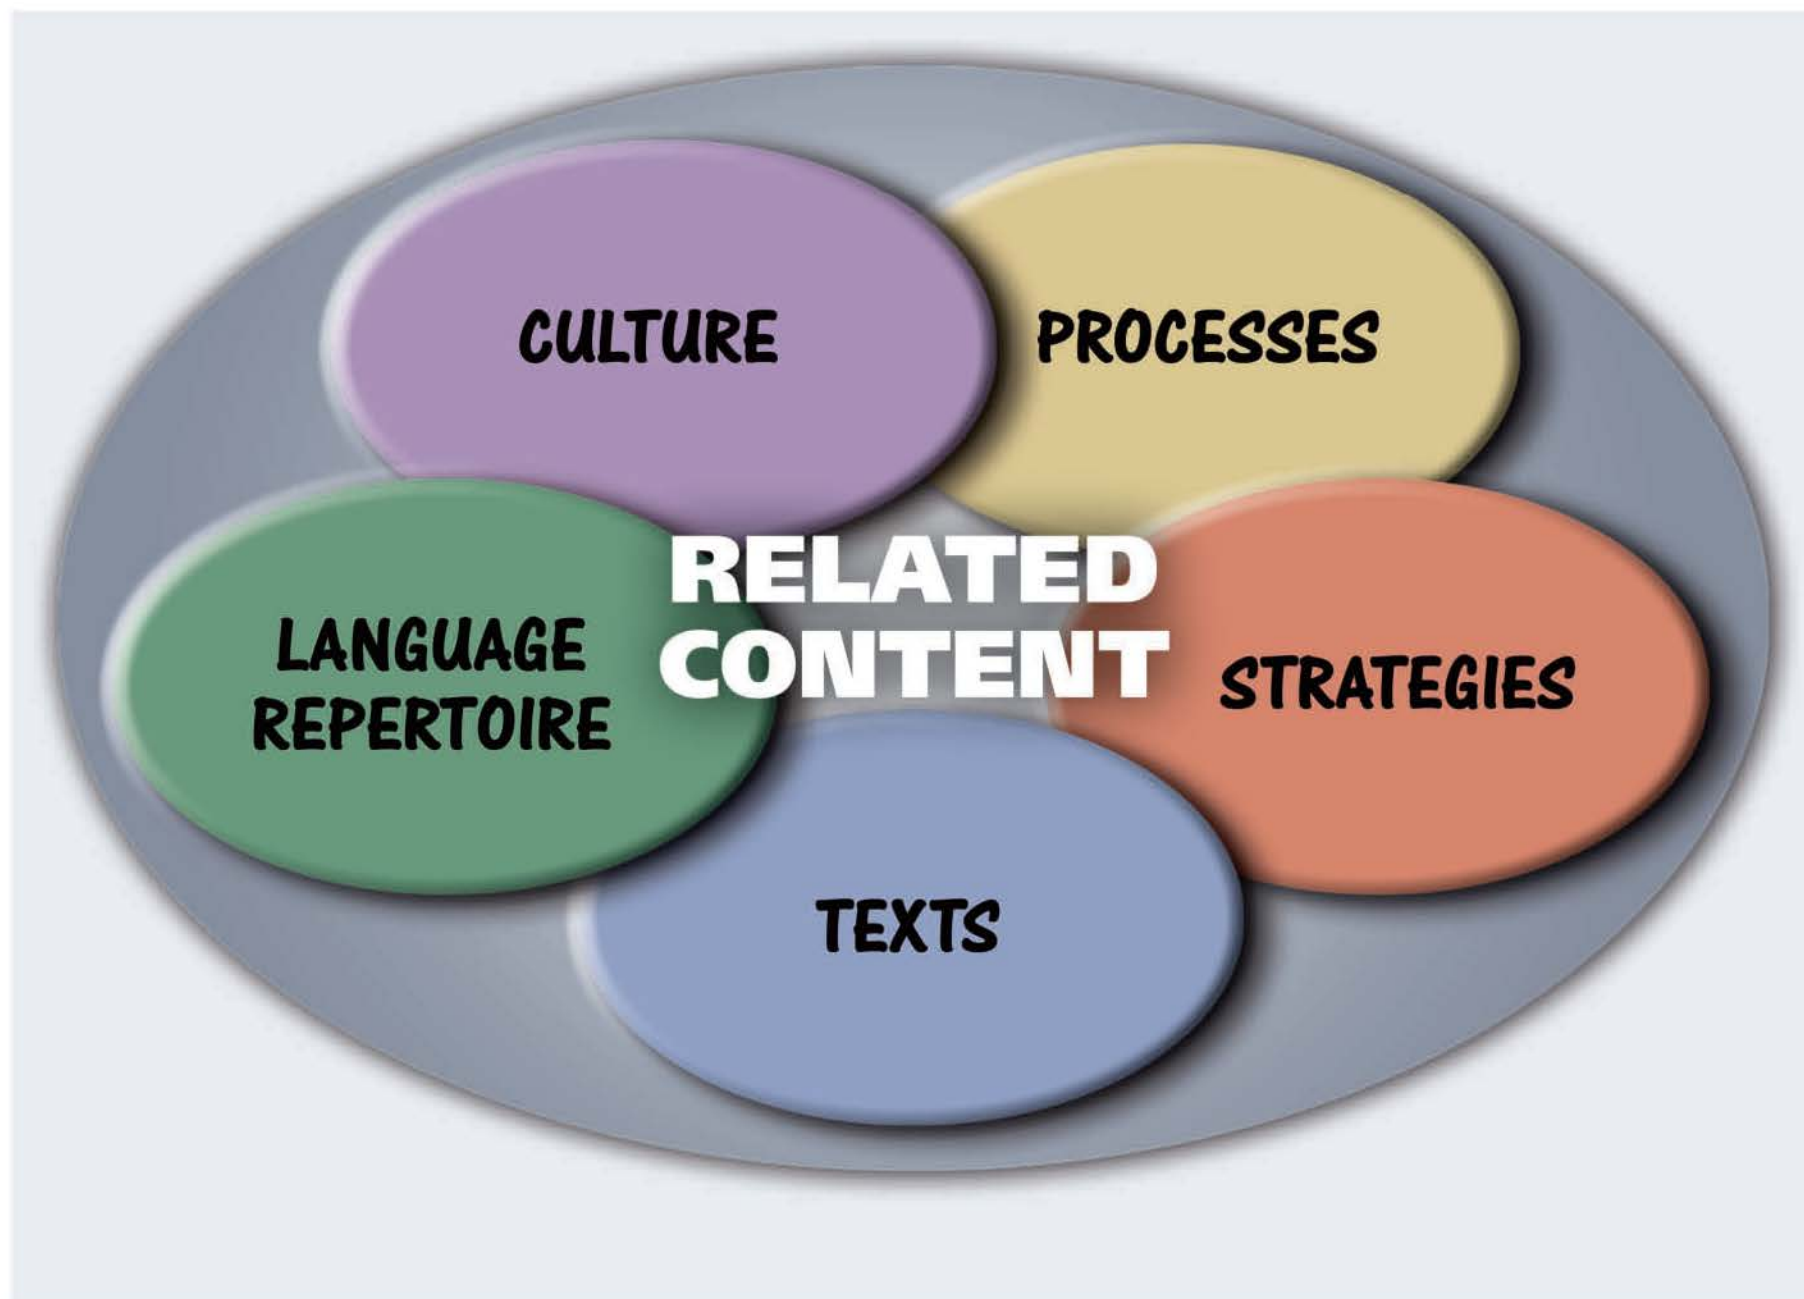 CULTURE
PROCESSES
RELATED
CONTENT
LANGUAGE
REPERTOIRE
STRATEGIES
TEXTS